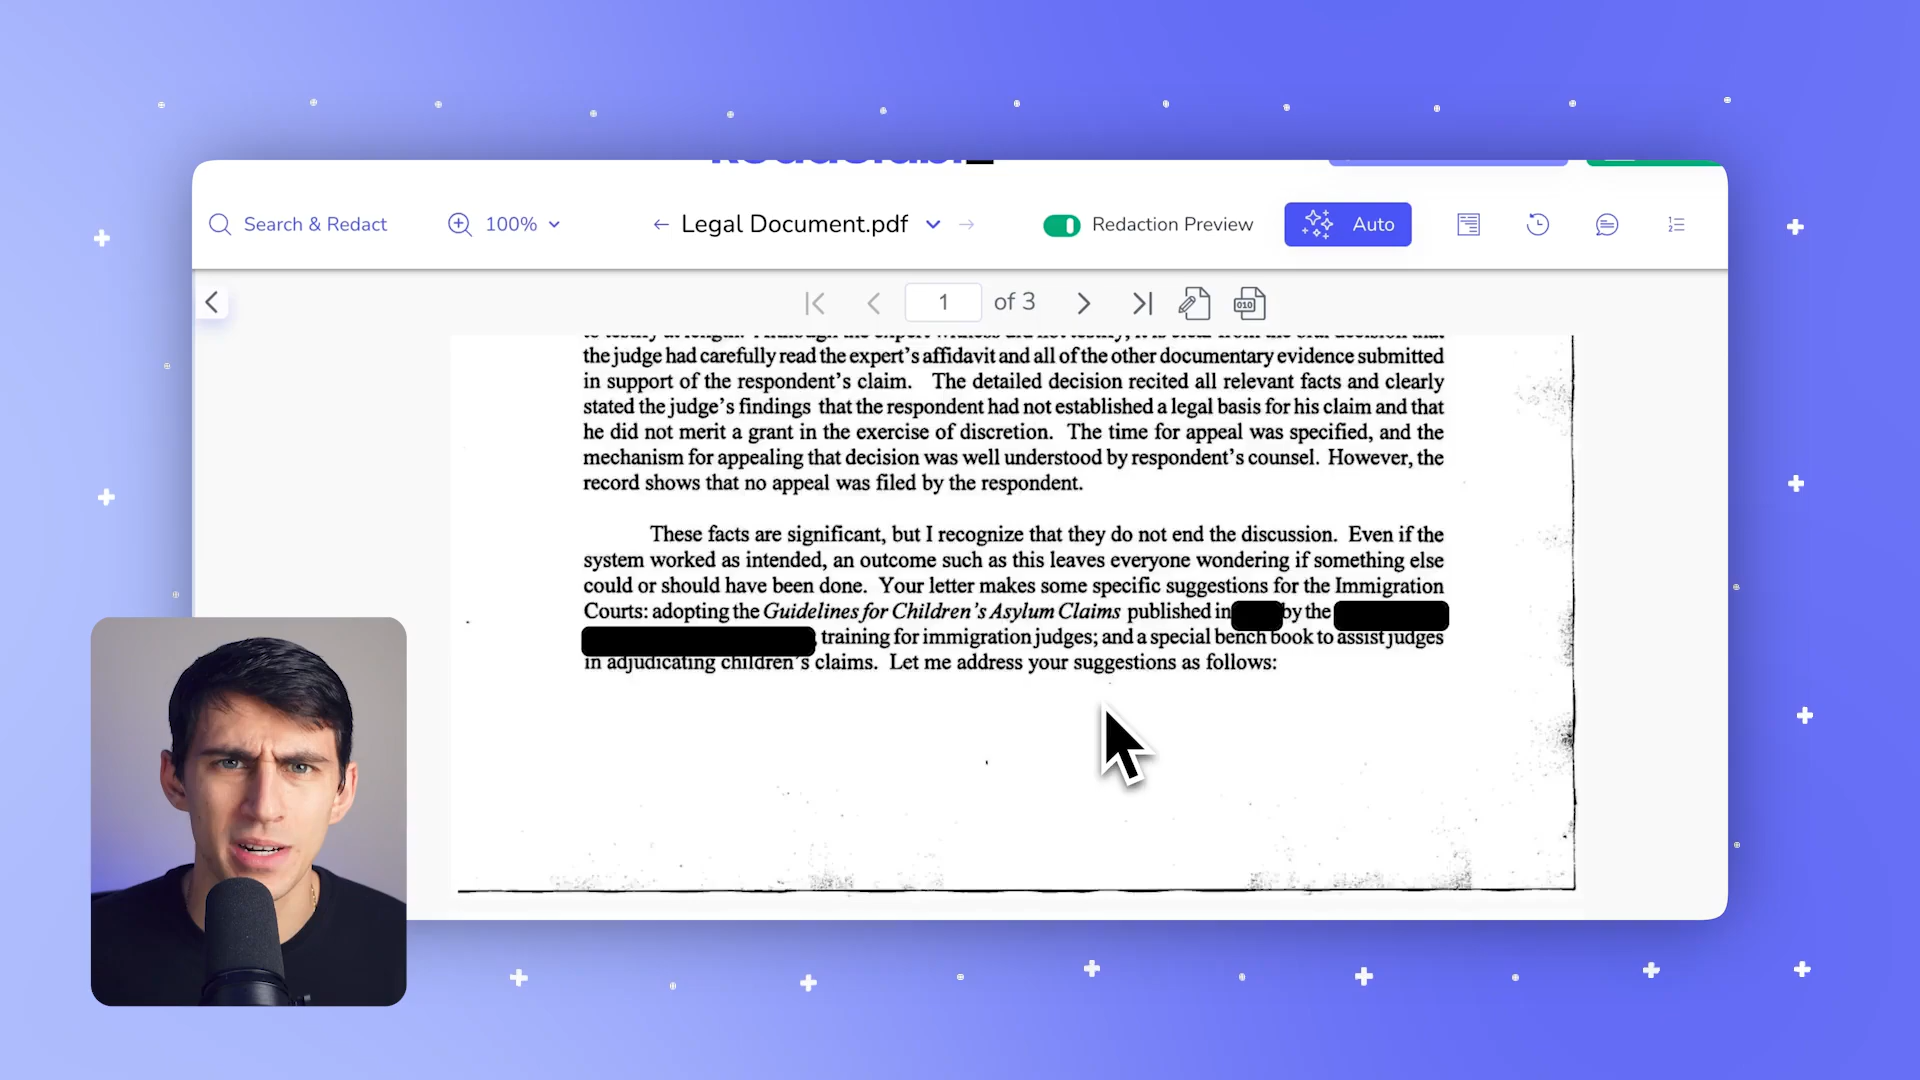 Search & Redact
100%
Legal Document.pdf
Redaction Preview
Auto
1
of 3
010
the judge had carefully read the expert's affidavit and all of the other documentary evidence submitted
in support of the respondent's claim. The detailed decision recited all relevant facts and clearly
stated the judge's findings that the respondent had not established a legal basis for his claim and that
he did not merit a grant in the exercise of discretion. The time for appeal was specified, and the
mechanism for appealing that decision was well understood by respondent's counsel. However, the
record shows that no appeal was filed by the respondent.
These facts are significant, but I recognize that they do not end the discussion. Even if the
system worked as intended, an outcome such as this leaves everyone wondering if something else
could or should have been done. Your letter makes some specific suggestions for the Immigration
Courts: adopting the Guidelines for Children's Asylum Claims published in by the
training for immigration judges; and a special bench book to assist judges
in adjudicating children's claims. Let me address your suggestions as follows: